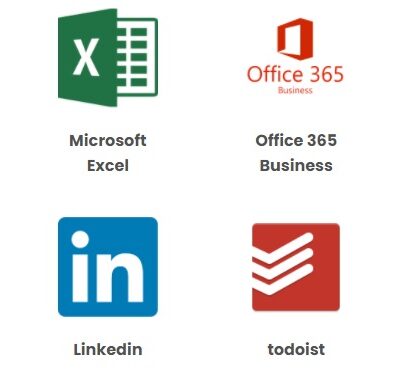 X
Office 365
Business
Microsoft
Excel
Office 365
Business
in
Linkedin
todoist